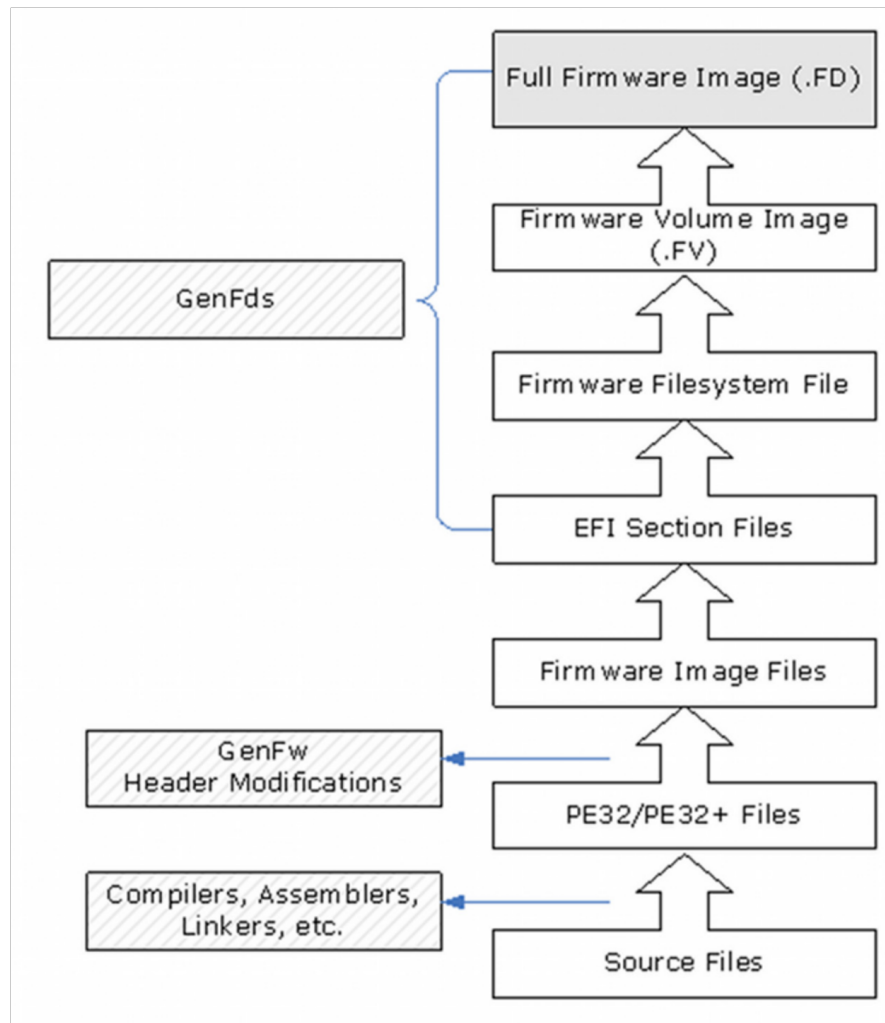 Full Firmware Image (.FD)
Firmware Volume Image
(.FV)
GenFds
Firmware Filesystem File
EFI Section Files
Firmware Image Files
GenFw
Header Modifications
PE32/PE32+ Files
Compilers, Assemblers,
Linkers, etc.
Source Files